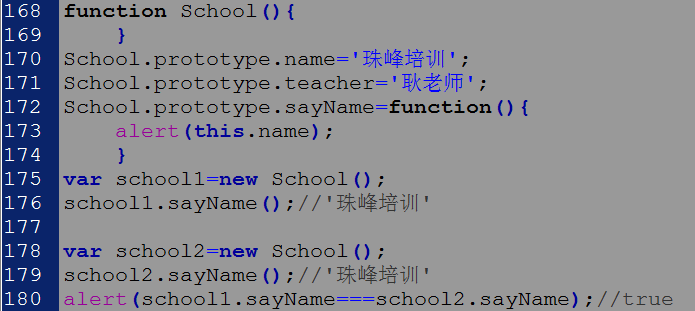 168 function School(){
169     }
170 School.prototype.name='珠峰培训';
171 School.prototype.teacher='耿老师';
172 School.prototype.sayName=function(){
173     alert(this.name);
174     }
175 var school1=new School();
176 school1.sayName();//'珠峰培训'
177
178 var school2=new School();
179 school2.sayName();//'珠峰培训'
180 alert(school1.sayName===school2.sayName);//true